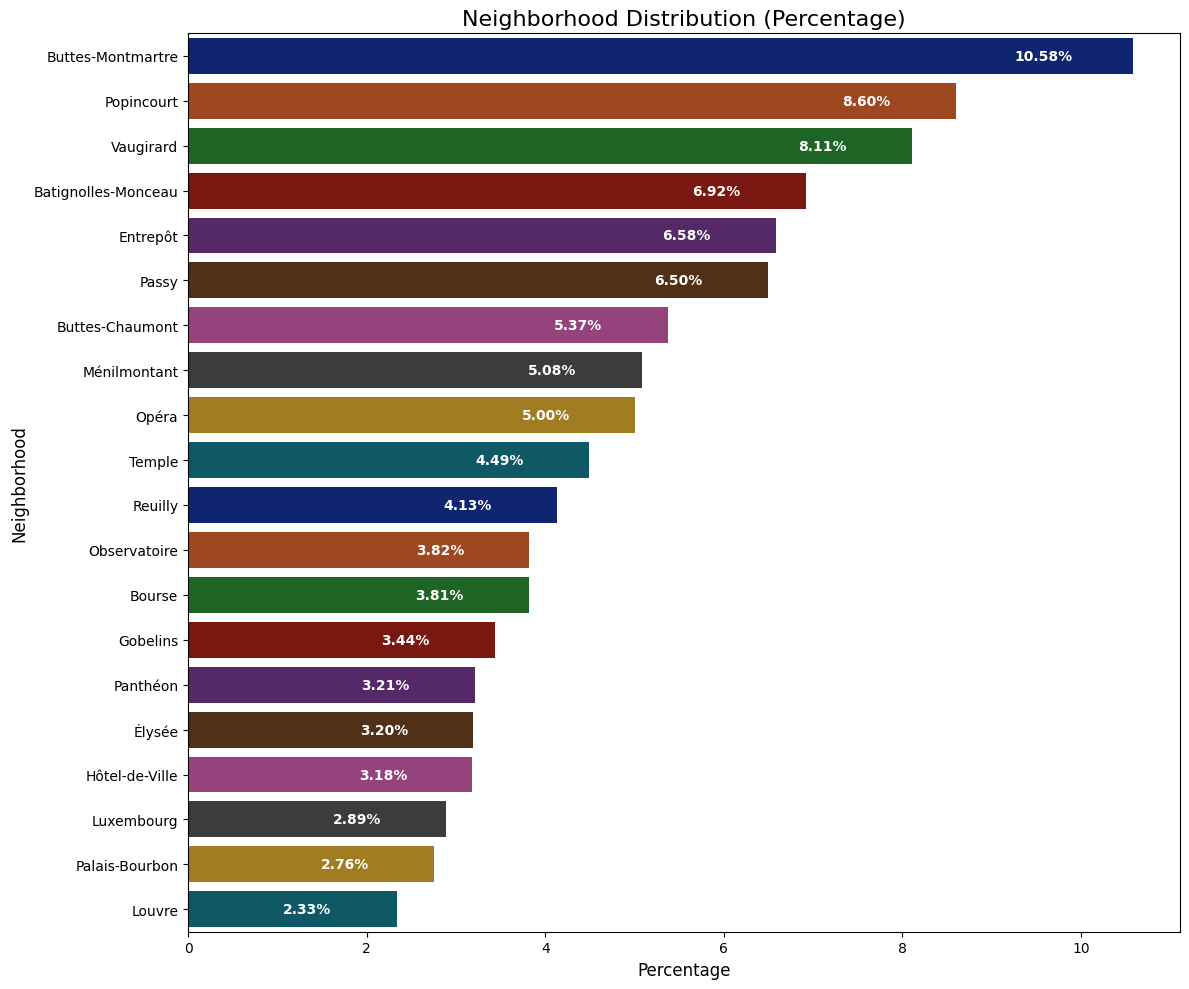 Neighborhood Distribution (Percentage)
Buttes-Montmartre 10.58%
Popincourt 8.60%
Vaugirard 8.11%
Batignolles-Monceau 6.92%
Entrepôt 6.58%
Passy 6.50%
Buttes-Chaumont 5.37%
Ménilmontant 5.08%
Opéra 5.00%
Temple 4.49%
Reuilly 4.13%
Observatoire 3.82%
Bourse 3.81%
Gobelins 3.44%
Panthéon 3.21%
Élysée 3.20%
Hôtel-de-Ville 3.18%
Luxembourg 2.89%
Palais-Bourbon 2.76%
Louvre 2.33%
Neighborhood
0 2 4 6 8 10
Percentage